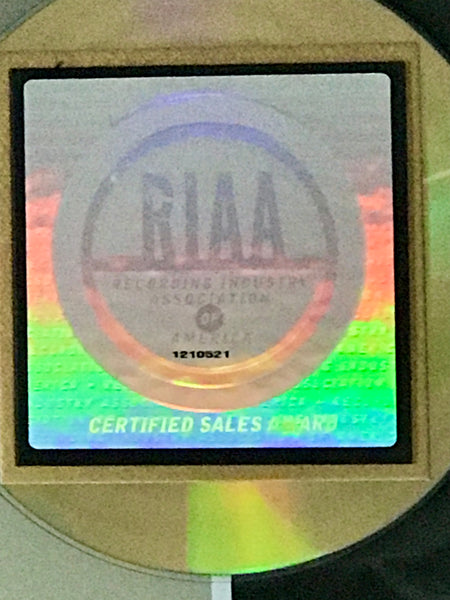 RIAA
RECORDING INDUSTRY
ASSOCIATION
OF
AMERICA
1210521
CERTIFIED SALES AWARD